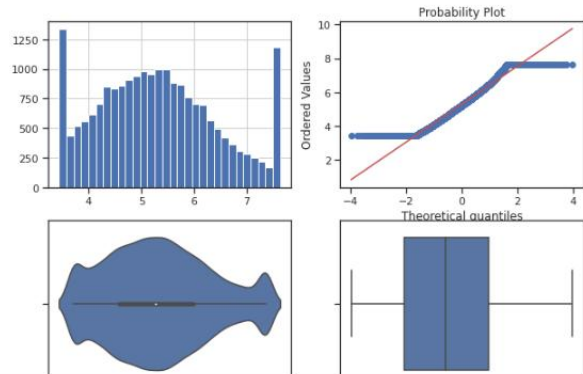 Probability Plot
1250
1000
750
500
250
0
4 5 6 7
Ordered Values
10
8
6
4
2
−4 −2 0 2 4
Theoretical quantiles